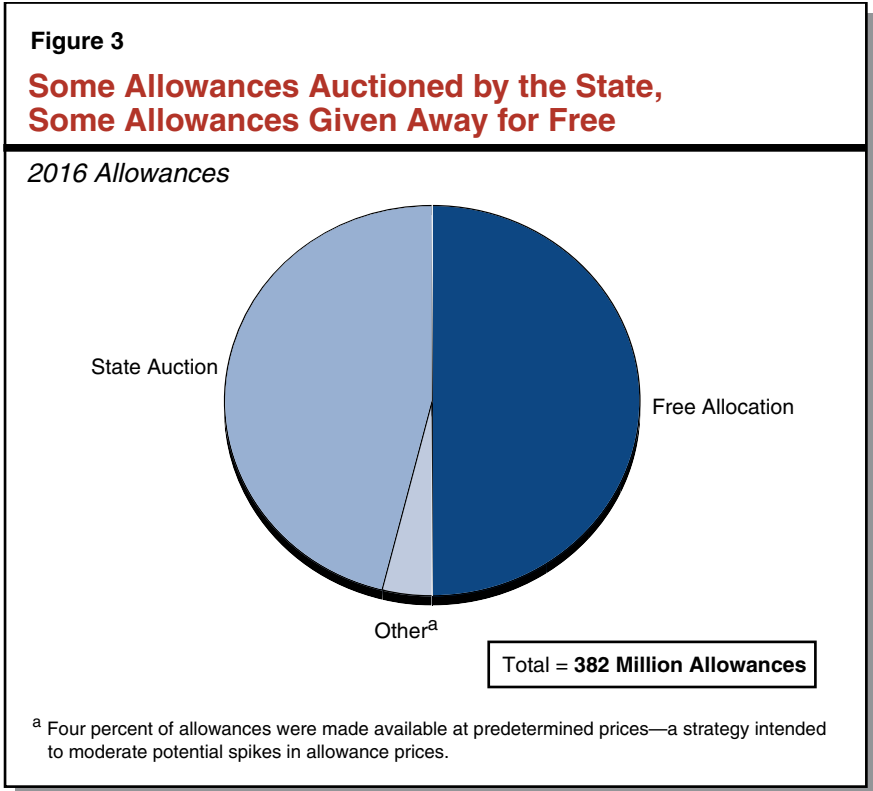 Figure 3
Some Allowances Auctioned by the State,
Some Allowances Given Away for Free
2016 Allowances
State Auction
Free Allocation
Otherª
Total = 382 Million Allowances
ª Four percent of allowances were made available at predetermined prices—a strategy intended
to moderate potential spikes in allowance prices.